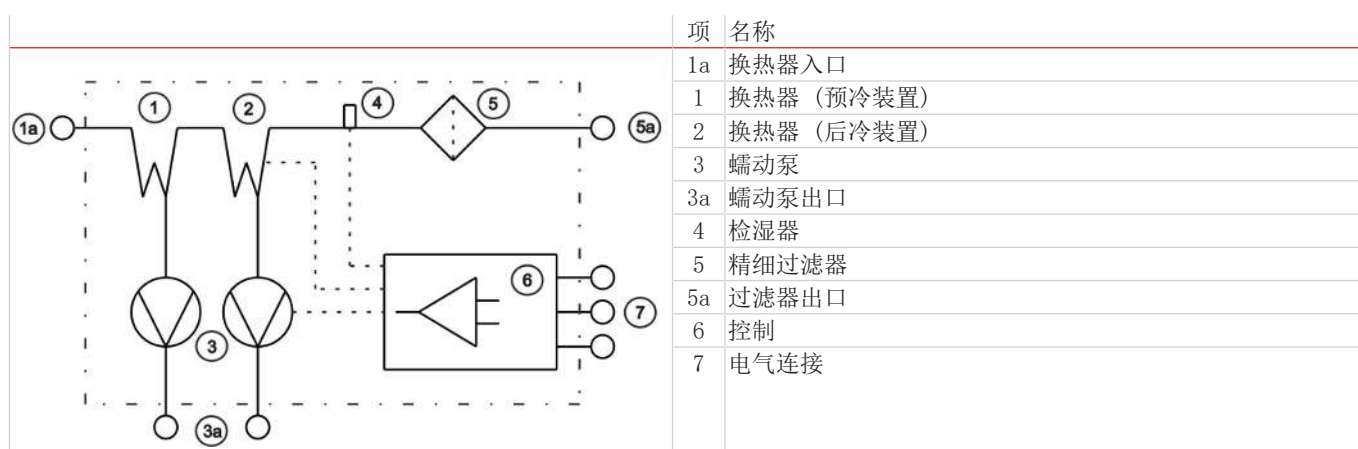 项 名称
1a 换热器入口
1 换热器 (预冷装置)
2 换热器 (后冷装置)
3 蠕动泵
3a 蠕动泵出口
4 检湿器
5 精细过滤器
5a 过滤器出口
6 控制
7 电气连接
1 2 4 5
1a 5a
6
7
3
3a